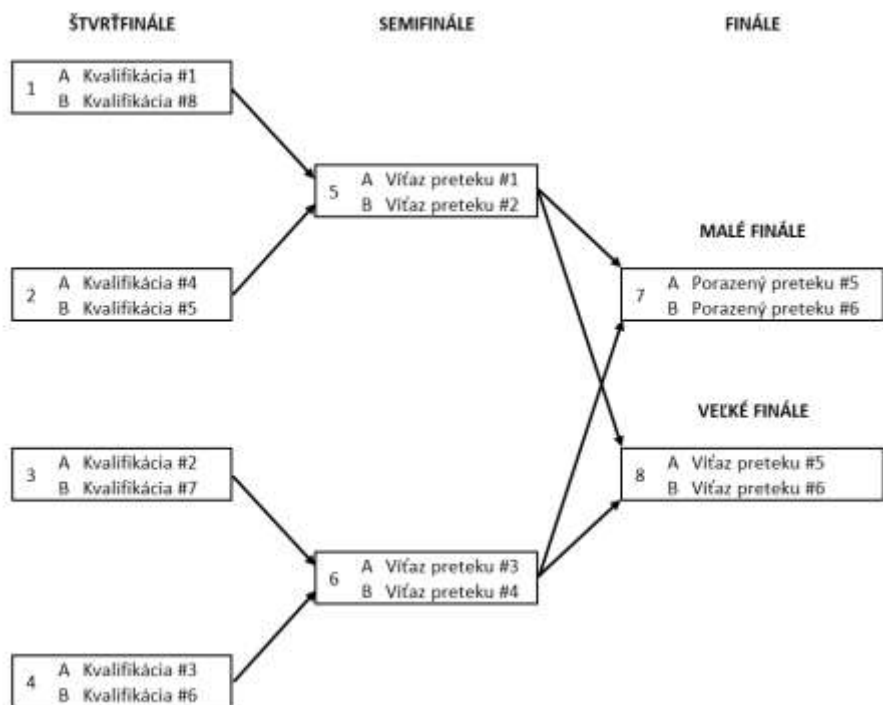 ŠTVRŤFINÁLE
SEMIFINÁLE
FINÁLE
1
A Kvalifikácia #1
B Kvalifikácia #8
5
A Víťaz preteku #1
B Víťaz preteku #2
MALÉ FINÁLE
2
A Kvalifikácia #4
B Kvalifikácia #5
7
A Porazený preteku #5
B Porazený preteku #6
VEĽKÉ FINÁLE
3
A Kvalifikácia #2
B Kvalifikácia #7
8
A Víťaz preteku #5
B Víťaz preteku #6
6
A Víťaz preteku #3
B Víťaz preteku #4
4
A Kvalifikácia #3
B Kvalifikácia #6